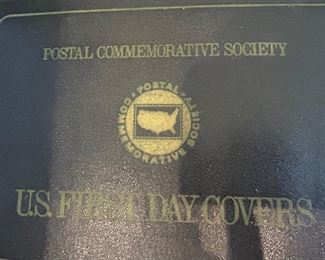 POSTAL COMMEMORATIVE SOCIETY
POSTAL
COMMEMORATIVE SOCIETY
U.S. FIRST DAY COVERS